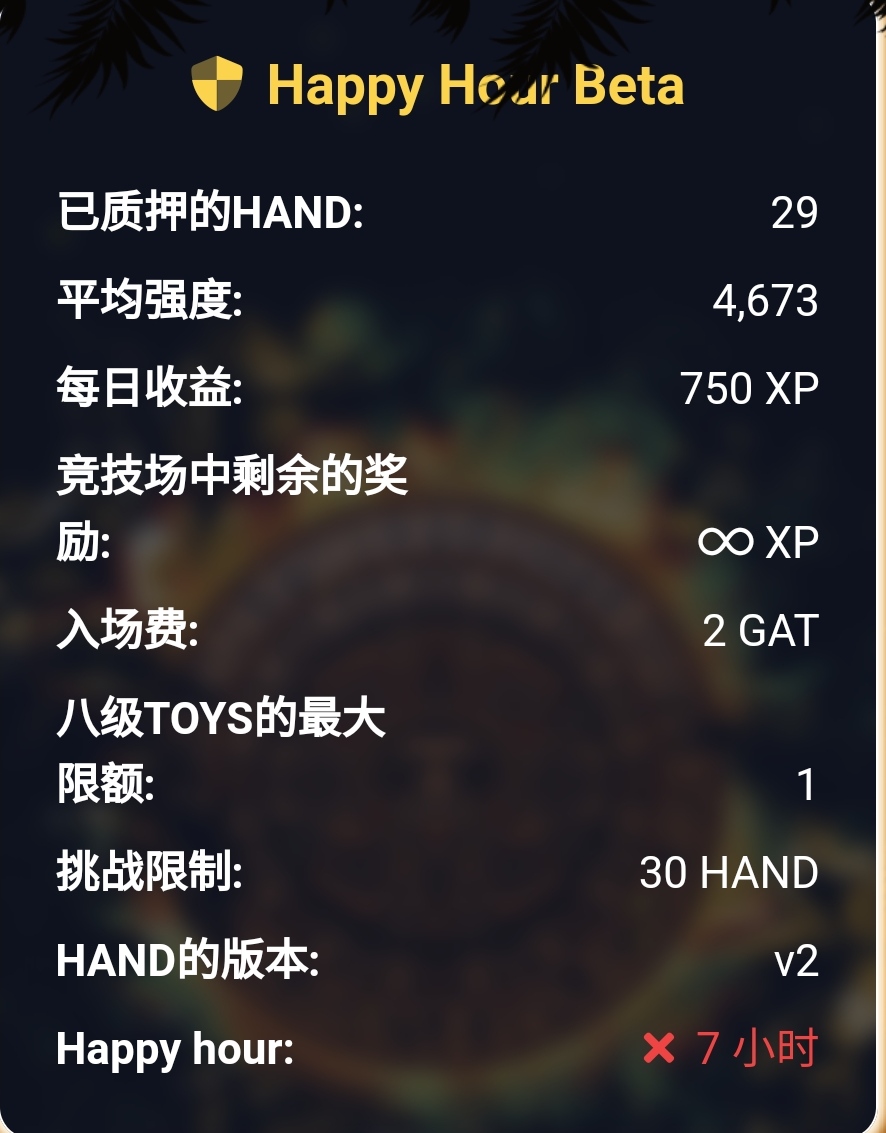 Happy Hour Beta
已质押的HAND: 29
平均强度: 4,673
每日收益: 750 XP
竞技场中剩余的奖
励: ∞ XP
入场费: 2 GAT
八级TOYS的最大
限额: 1
挑战限制: 30 HAND
HAND的版本: v2
Happy hour: ✖ 7 小时